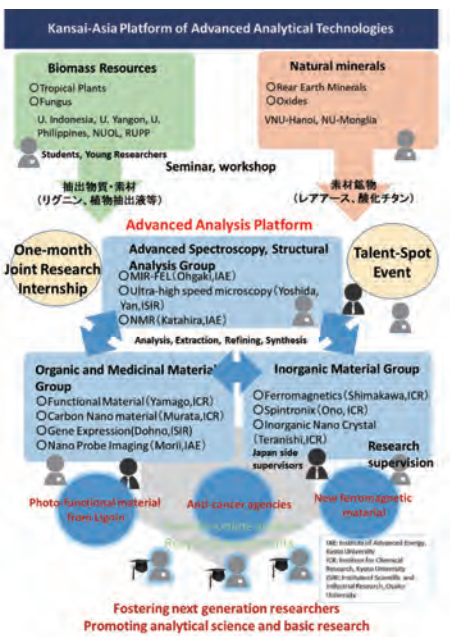 Kansai-Asia Platform of Advanced Analytical Technologies
Biomass Resources
○Tropical Plants
○Fungus
U. Indonesia, U. Yangon, U.
Philippines, NUOL, RUPP
Students, Young Researchers
Natural minerals
○Rear Earth Minerals
○Oxides
VNU-Hanoi, NU-Monglia
Seminar, workshop
抽出物質・素材
(リグニン、植物抽出液等)
素材鉱物
(レアアース、酸化チタン)
Advanced Analysis Platform
One-month
Joint Research
Internship
Advanced Spectroscopy, Structural
Analysis Group
○MIR-FEL(Ohgaki,IAE)
○Ultra-high speed microscopy(Yoshida,
Yan,ISIR)
○NMR(Katahira,IAE)
Talent-Spot
Event
Analysis, Extraction, Refining, Synthesis
Organic and Medicinal Material
Group
○Functional Material(Yamago,ICR)
○Carbon Nano material(Murata,ICR)
○Gene Expression(Dohno,ISIR)
○Nano Probe Imaging(Morii,IAE)
Inorganic Material Group
○Ferromagnetics(Shimakawa,ICR)
○Spintronik(Ono, ICR)
○Inorganic Nano Crystal
(Teranishi,ICR)
Japan side
supervisors
Research
supervision
Photo-functional material
from Lignin
Anti-cancer agencies
New ferromagnetic
material
IAE: Institute of Advanced Energy,
Kyoto University
ICR: Institute for Chemical
Research, Kyoto University
ISIR: Institute of Scientific and
Industrial Research, Osaka
University
Fostering next generation researchers
Promoting analytical science and basic research